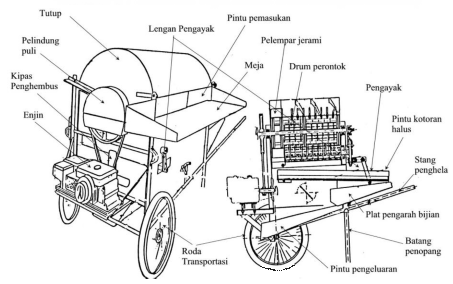 Tutup
Pintu pemasukan
Lengan Pengayak
Pelempar jerami
Pelindung
puli
Meja
Drum perontok
Kipas
Penghembus
Pengayak
Enjin
Pintu kotoran
halus
Stang
penghela
Plat pengarah bijian
Roda
Transportasi
Batang
penopang
Pintu pengeluaran